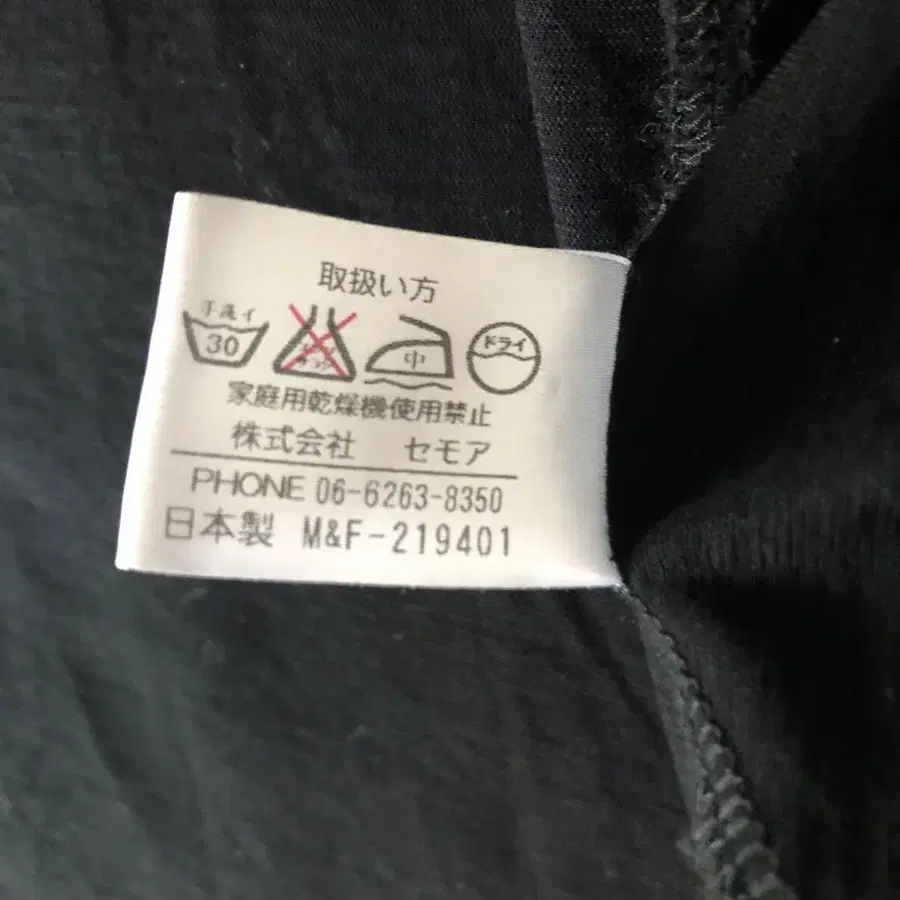 取扱い方
手洗イ
30 中 ドライ
家庭用乾燥機使用禁止
株式会社 セモア
PHONE 06-6263-8350
日本製 M&F-219401